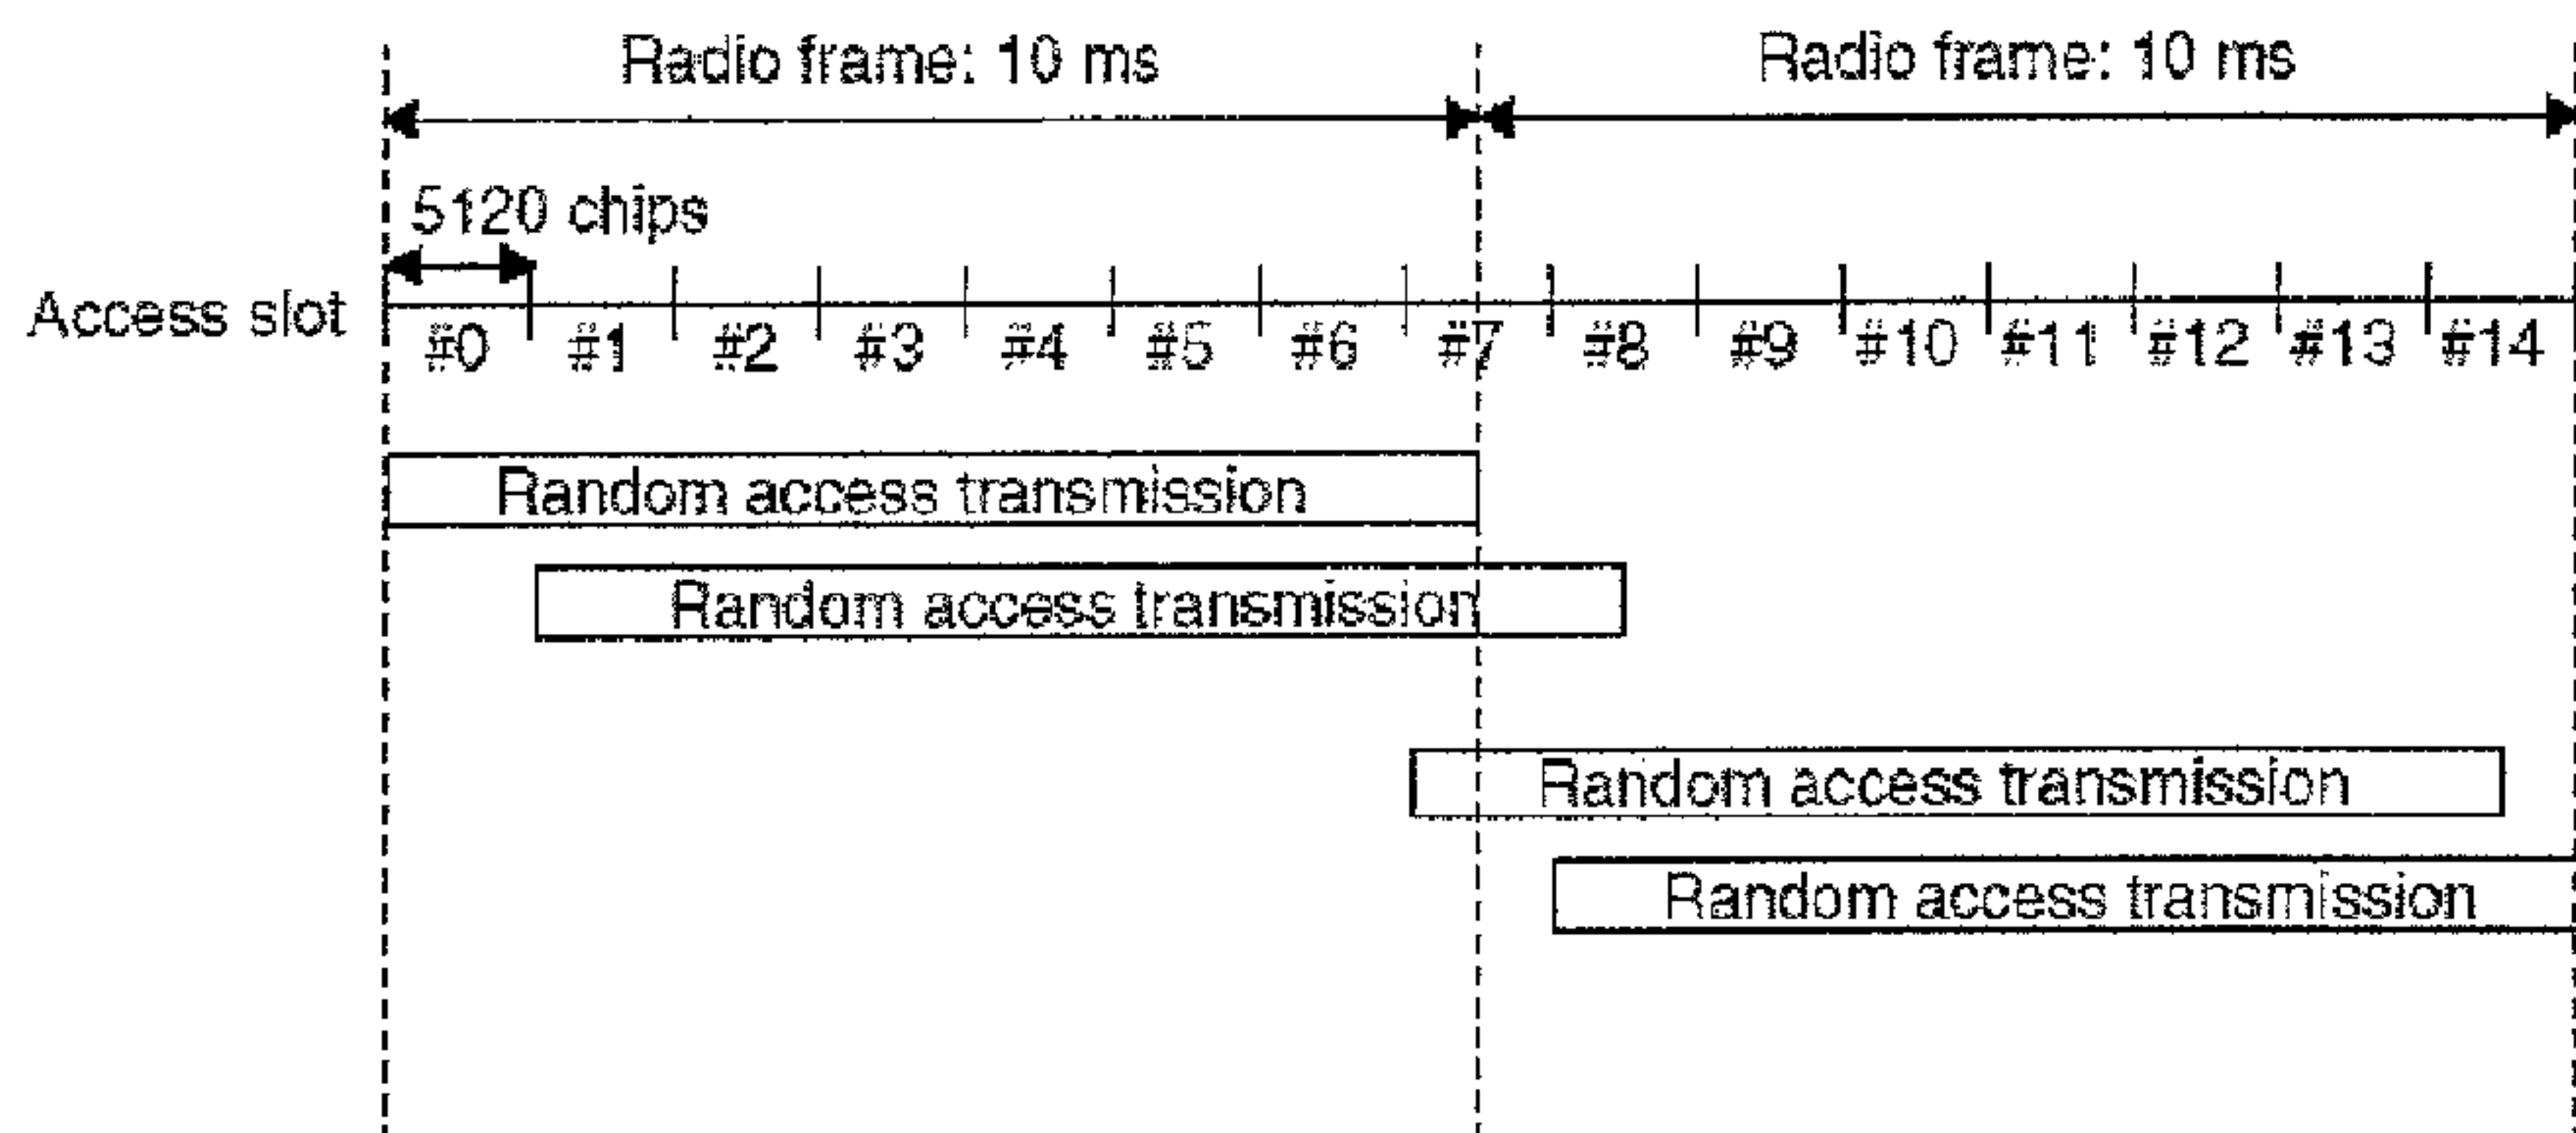 Radio frame: 10 ms Radio frame: 10 ms
5120 chips
Access slot
#0 #1 #2 #3 #4 #5 #6 #7 #8 #9 #10 #11 #12 #13 #14
Random access transmission
Random access transmission
Random access transmission
Random access transmission